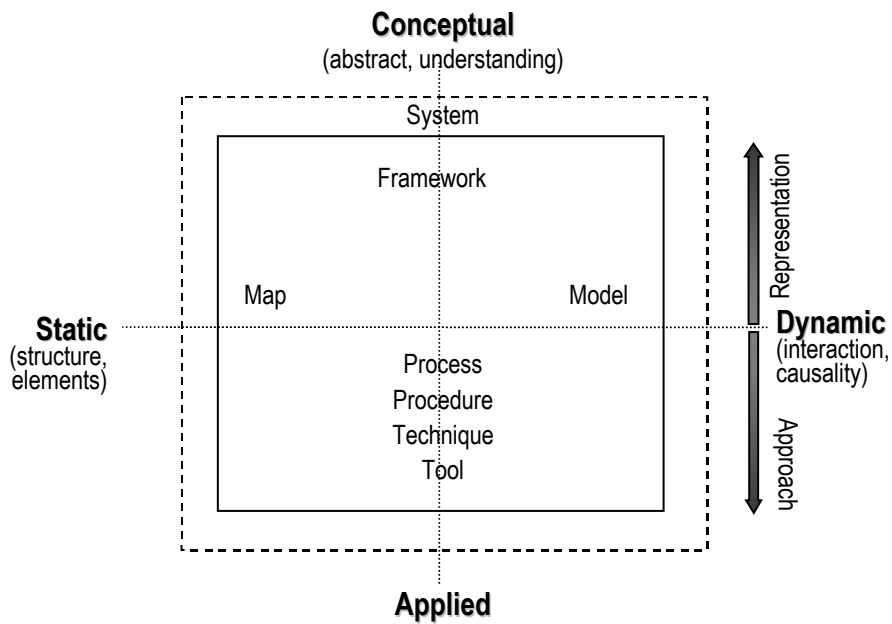 Conceptual
(abstract, understanding)
System
Framework
Representation
Map
Model
Static
(structure,
elements)
Dynamic
(interaction,
causality)
Process
Procedure
Technique
Tool
Approach
Applied